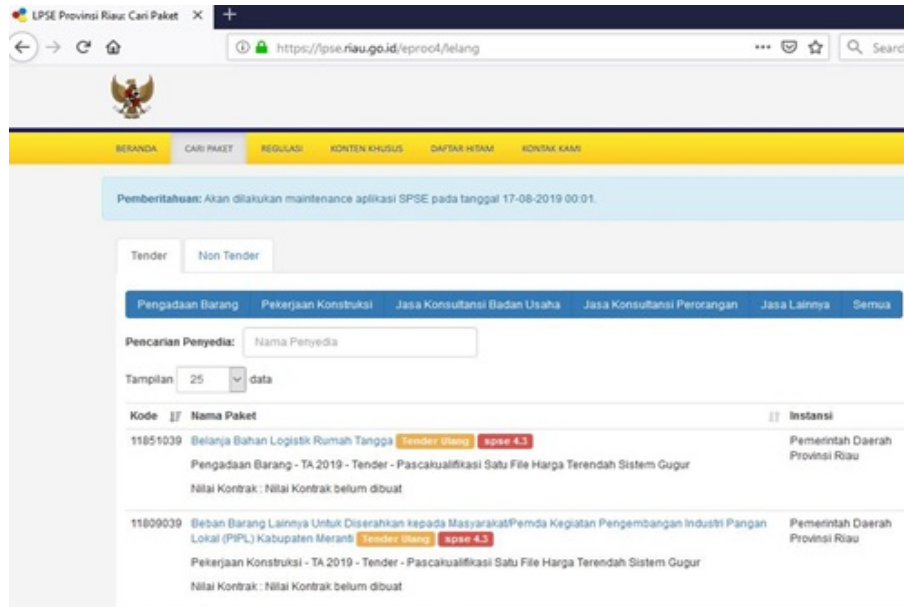 LPSE Provinsi Riau: Cari Paket
https://lpse.riau.go.id/eproc4/lelang
Search
BERANDA CARI PAKET REGULASI KONTEN KHUSUS DAFTAR HITAM KONTAK KAMI
Pemberitahuan: Akan dilakukan maintenance aplikasi SPSE pada tanggal 17-08-2019 00:01.
Tender Non Tender
Pengadaan Barang Pekerjaan Konstruksi Jasa Konsultansi Badan Usaha Jasa Konsultansi Perorangan Jasa Lainnya Semua
Pencarian Penyedia: Nama Penyedia
Tampilan 25 data
Kode Nama Paket Instansi
11851039 Belanja Bahan Logistik Rumah Tangga Tender Ulang spse 4.3 Pemerintah Daerah
Provinsi Riau
Pengadaan Barang - TA 2019 - Tender - Pascakualifikasi Satu File Harga Terendah Sistem Gugur
Nilai Kontrak : Nilai Kontrak belum dibuat
11809039 Beban Barang Lainnya Untuk Diserahkan kepada Masyarakat/Pemda Kegiatan Pengembangan Industri Pangan Pemerintah Daerah
Lokal (PIPL) Kabupaten Meranti Tender Ulang spse 4.3 Provinsi Riau
Pekerjaan Konstruksi - TA 2019 - Tender - Pascakualifikasi Satu File Harga Terendah Sistem Gugur
Nilai Kontrak : Nilai Kontrak belum dibuat